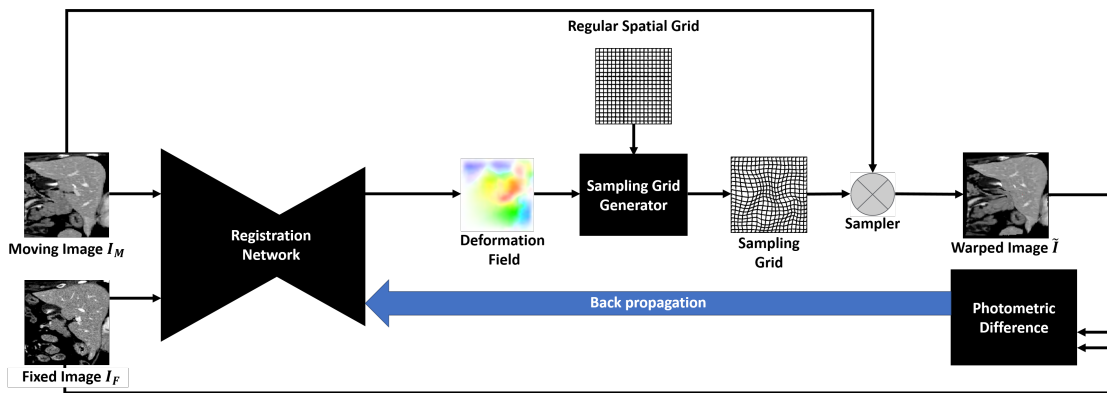 Regular Spatial Grid
Moving Image I_M
Registration
Network
Deformation
Field
Sampling Grid
Generator
Sampling
Grid
Sampler
Warped Image Ĩ
Back propagation
Photometric
Difference
Fixed Image I_F